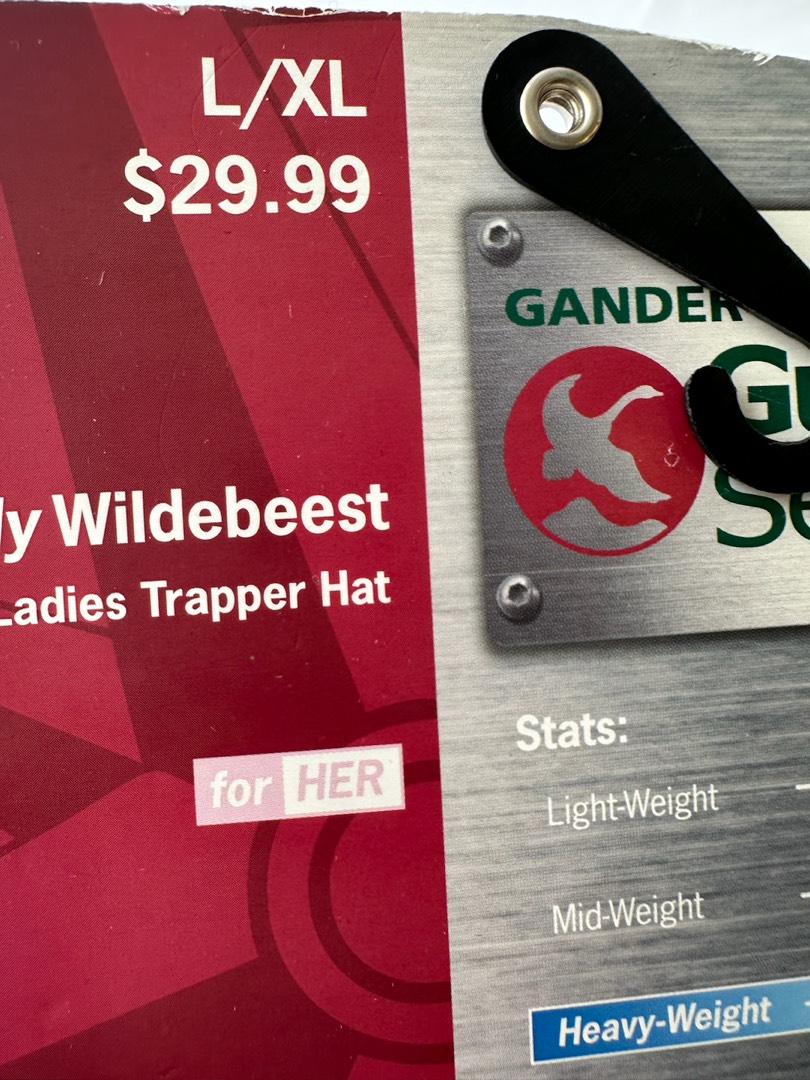 L/XL
$29.99
Wildebeest
Ladies Trapper Hat
for HER
GANDER
Stats:
Light-Weight
Mid-Weight
Heavy-Weight